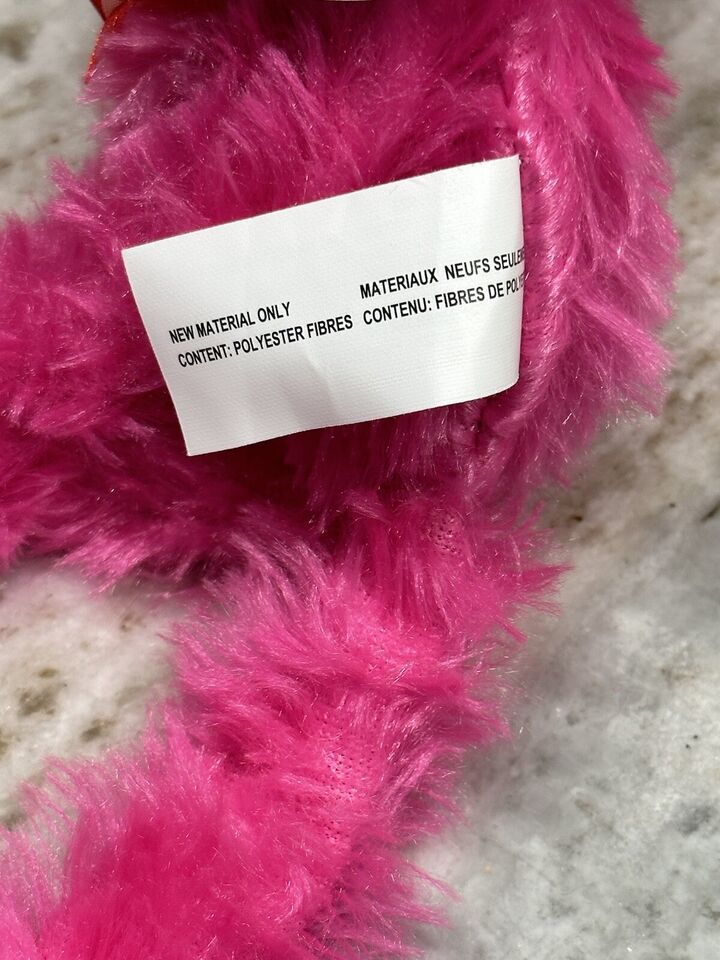 NEW MATERIAL ONLY
CONTENT: POLYESTER FIBRES
MATERIAUX NEUFS
CONTENU: FIBRES DE